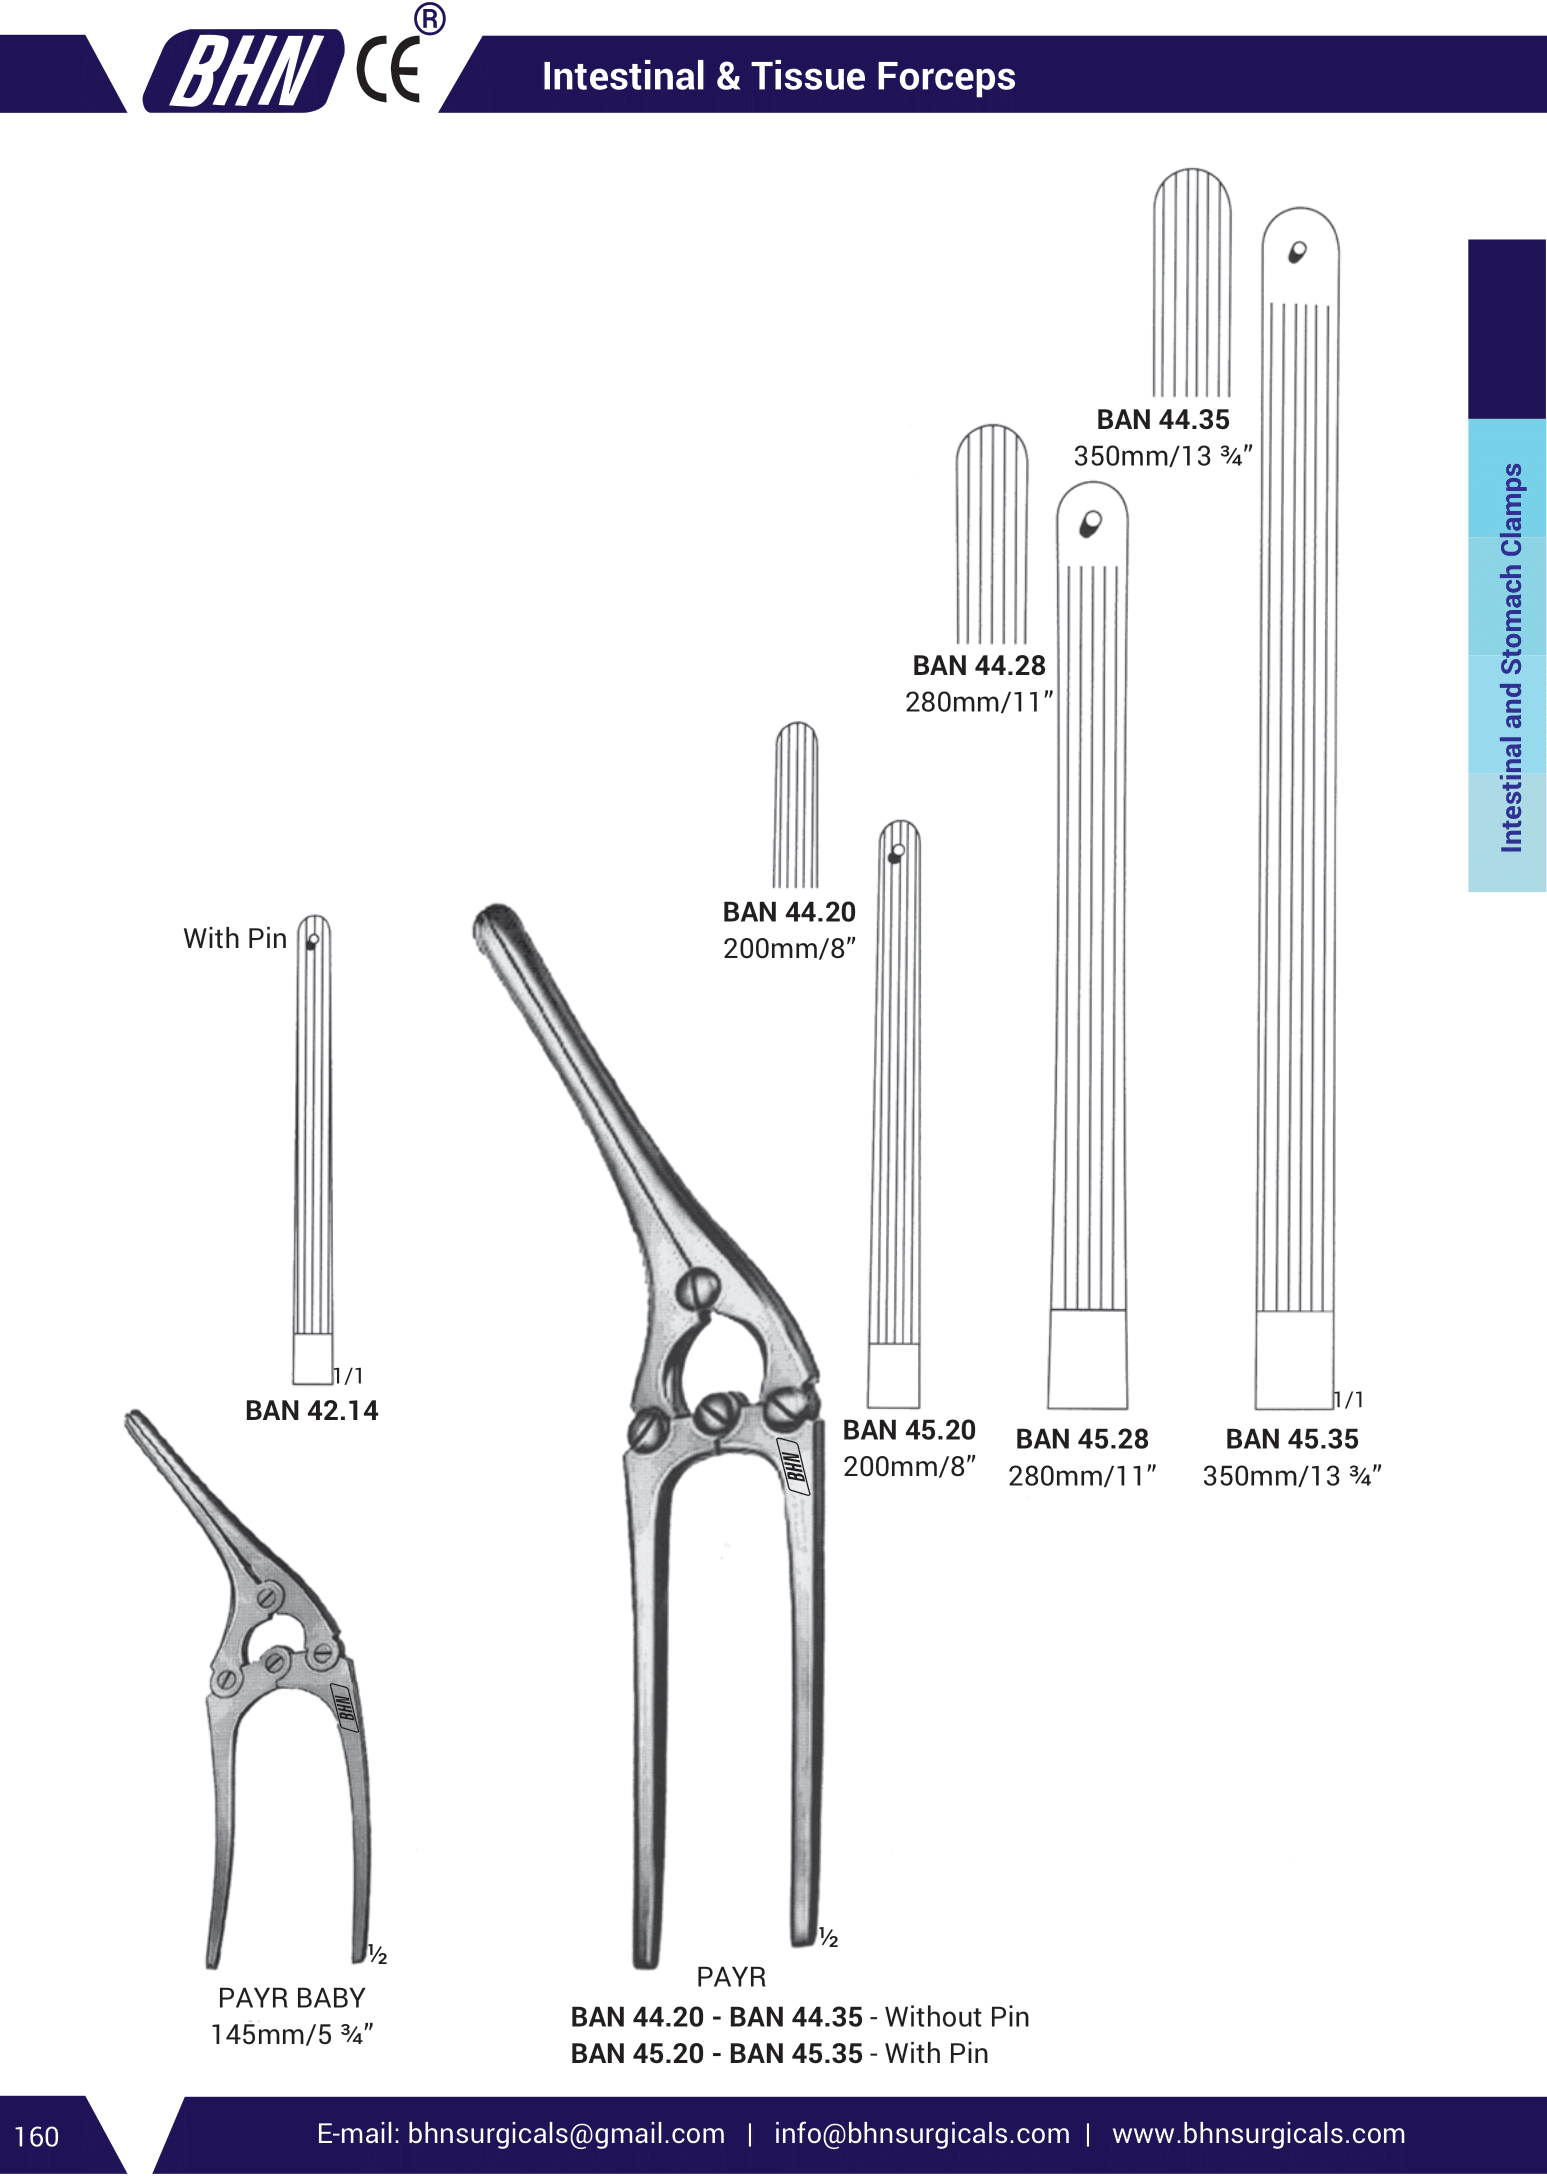 BHN CE ®
Intestinal & Tissue Forceps
BAN 44.35
350mm/13 ¾”
BAN 44.28
280mm/11”
BAN 44.20
200mm/8”
With Pin
1/1
BAN 42.14
BAN 45.20
200mm/8”
BAN 45.28
280mm/11”
1/1
BAN 45.35
350mm/13 ¾”
Intestinal and Stomach Clamps
BHN
BHN
½
PAYR BABY
145mm/5 ¾”
½
PAYR
BAN 44.20 - BAN 44.35 - Without Pin
BAN 45.20 - BAN 45.35 - With Pin
160
E-mail: bhnsurgicals@gmail.com | info@bhnsurgicals.com | www.bhnsurgicals.com